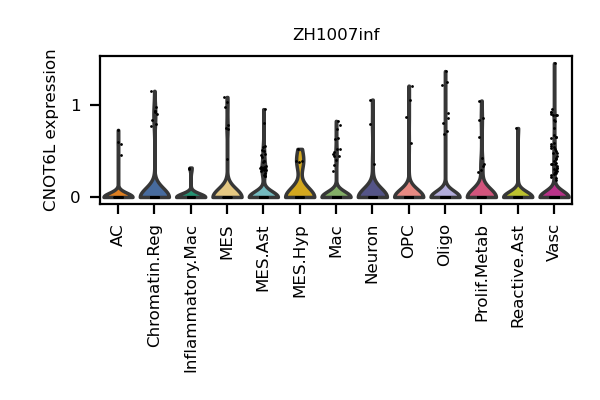 ZH1007inf
CNOT6L expression
1
0
AC
Chromatin.Reg
Inflammatory.Mac
MES
MES.Ast
MES.Hyp
Mac
Neuron
OPC
Oligo
Prolif.Metab
Reactive.Ast
Vasc